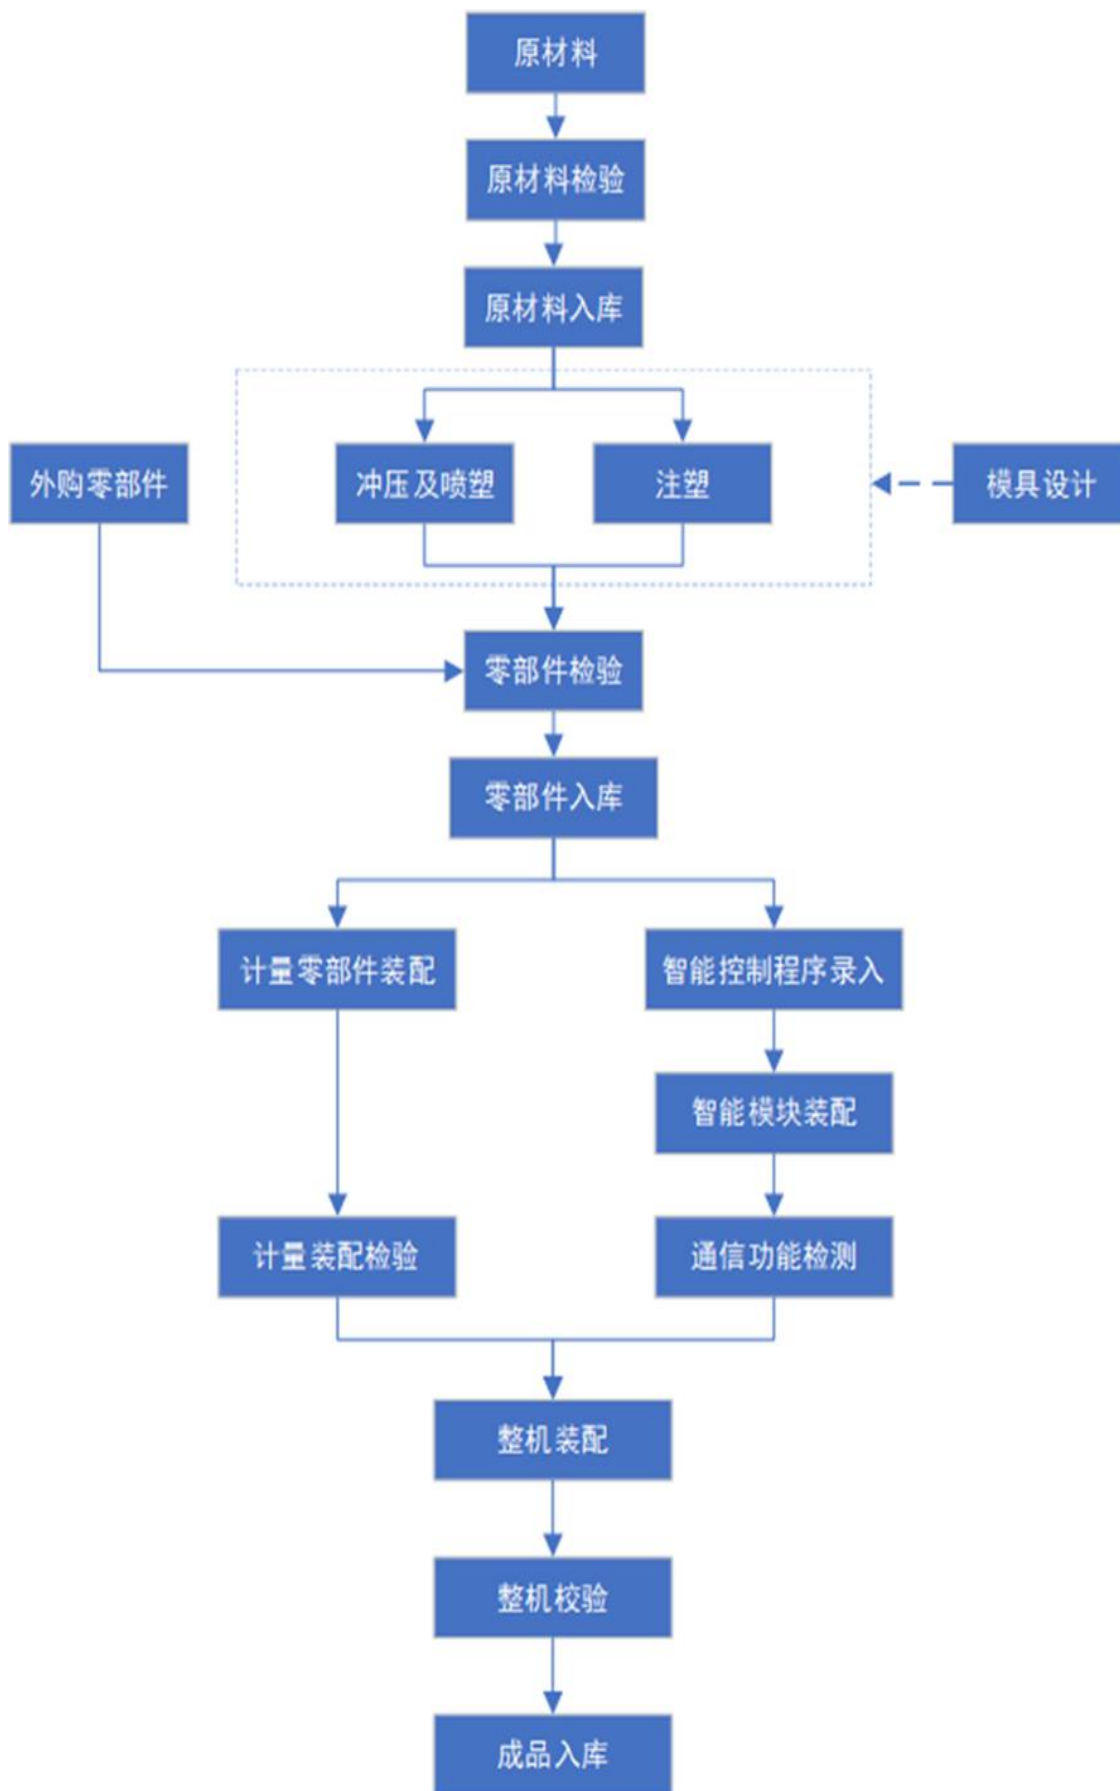 原材料
原材料检验
原材料入库
外购零部件
冲压及喷塑
注塑
模具设计
零部件检验
零部件入库
计量零部件装配
智能控制程序录入
智能模块装配
计量装配检验
通信功能检测
整机装配
整机校验
成品入库